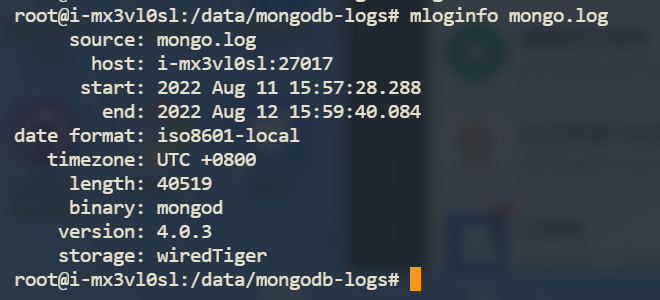 root@i-mx3vl0sl:/data/mongodb-logs# mloginfo mongo.log
source: mongo.log
host: i-mx3vl0sl:27017
start: 2022 Aug 11 15:57:28.288
end: 2022 Aug 12 15:59:40.084
date format: iso8601-local
timezone: UTC +0800
length: 40519
binary: mongod
version: 4.0.3
storage: wiredTiger
root@i-mx3vl0sl:/data/mongodb-logs#